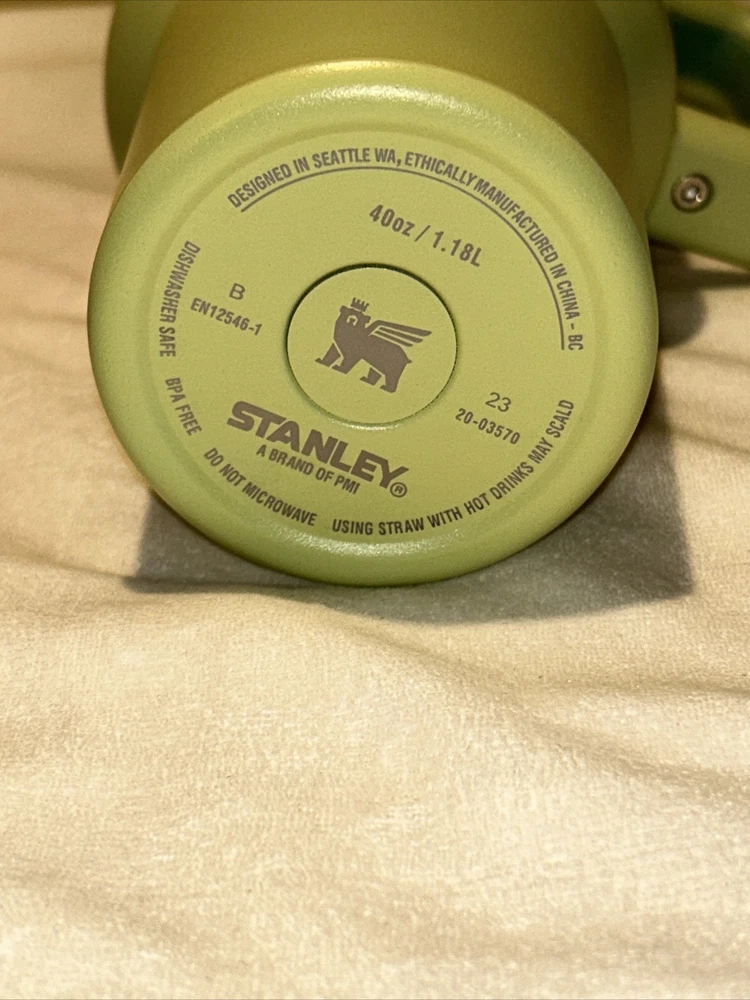 DESIGNED IN SEATTLE WA, ETHICALLY MANUFACTURED IN CHINA - BC
40oz / 1.18L
B
EN12546-1
23
20-03570
STANLEY®
A BRAND OF PMI
DISHWASHER SAFE
BPA FREE
DO NOT MICROWAVE
USING STRAW WITH HOT DRINKS MAY SCALD